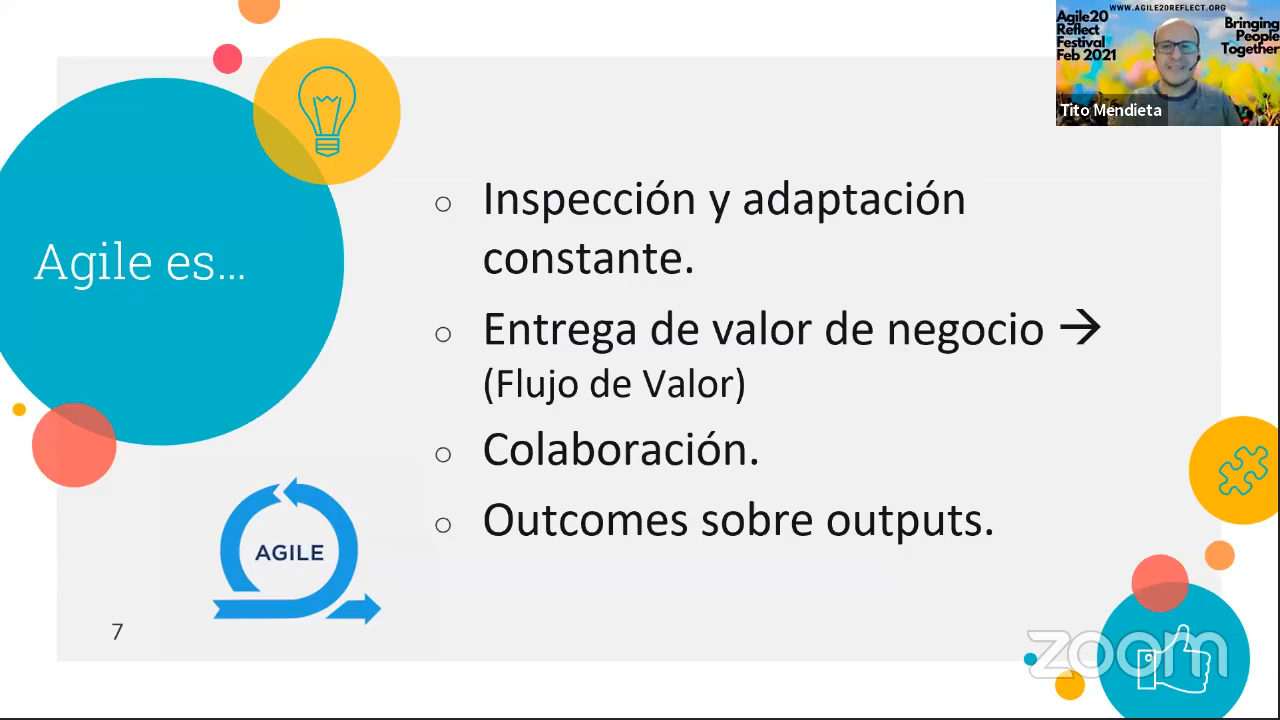 WWW.AGILE20REFLECT.ORG
Agile20
Reflect
Festival
Feb 2021
Bringing
People
Together
Tito Mendieta
Agile es...
○ Inspección y adaptación
constante.
○ Entrega de valor de negocio →
(Flujo de Valor)
○ Colaboración.
○ Outcomes sobre outputs.
AGILE
7
zoom